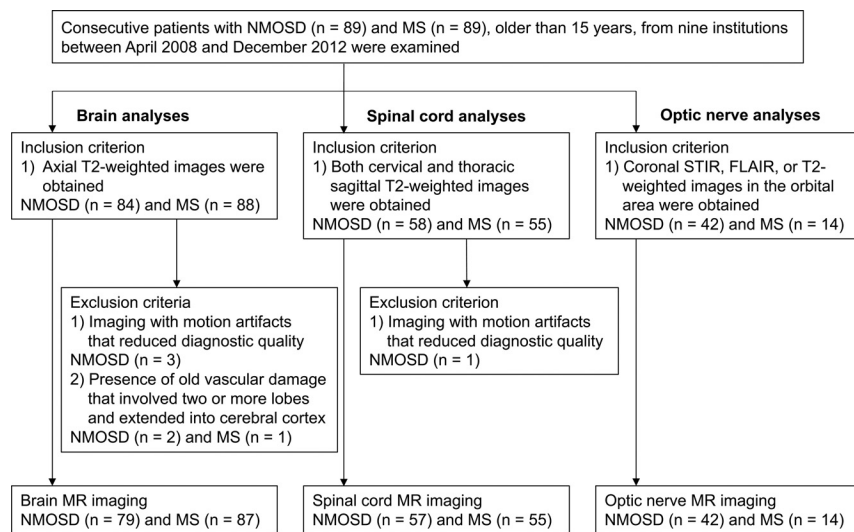 Consecutive patients with NMOSD (n = 89) and MS (n = 89), older than 15 years, from nine institutions
between April 2008 and December 2012 were examined
Brain analyses
Inclusion criterion
1) Axial T2-weighted images were
obtained
NMOSD (n = 84) and MS (n = 88)
Exclusion criteria
1) Imaging with motion artifacts
that reduced diagnostic quality
NMOSD (n = 3)
2) Presence of old vascular damage
that involved two or more lobes
and extended into cerebral cortex
NMOSD (n = 2) and MS (n = 1)
Brain MR imaging
NMOSD (n = 79) and MS (n = 87)
Spinal cord analyses
Inclusion criterion
1) Both cervical and thoracic
sagittal T2-weighted images
were obtained
NMOSD (n = 58) and MS (n = 55)
Exclusion criterion
1) Imaging with motion artifacts
that reduced diagnostic quality
NMOSD (n = 1)
Spinal cord MR imaging
NMOSD (n = 57) and MS (n = 55)
Optic nerve analyses
Inclusion criterion
1) Coronal STIR, FLAIR, or T2-
weighted images in the orbital
area were obtained
NMOSD (n = 42) and MS (n = 14)
Optic nerve MR imaging
NMOSD (n = 42) and MS (n = 14)